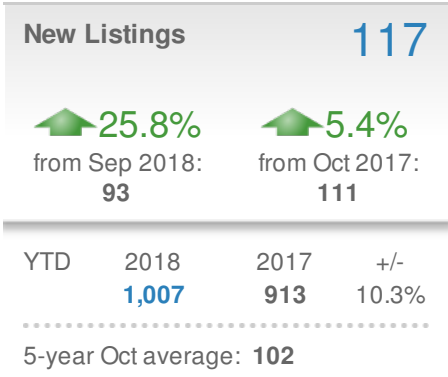 New Listings 117
25.8% 5.4%
from Sep 2018: from Oct 2017:
93 111
YTD 2018 2017 +/-
1,007 913 10.3%
5-year Oct average: 102